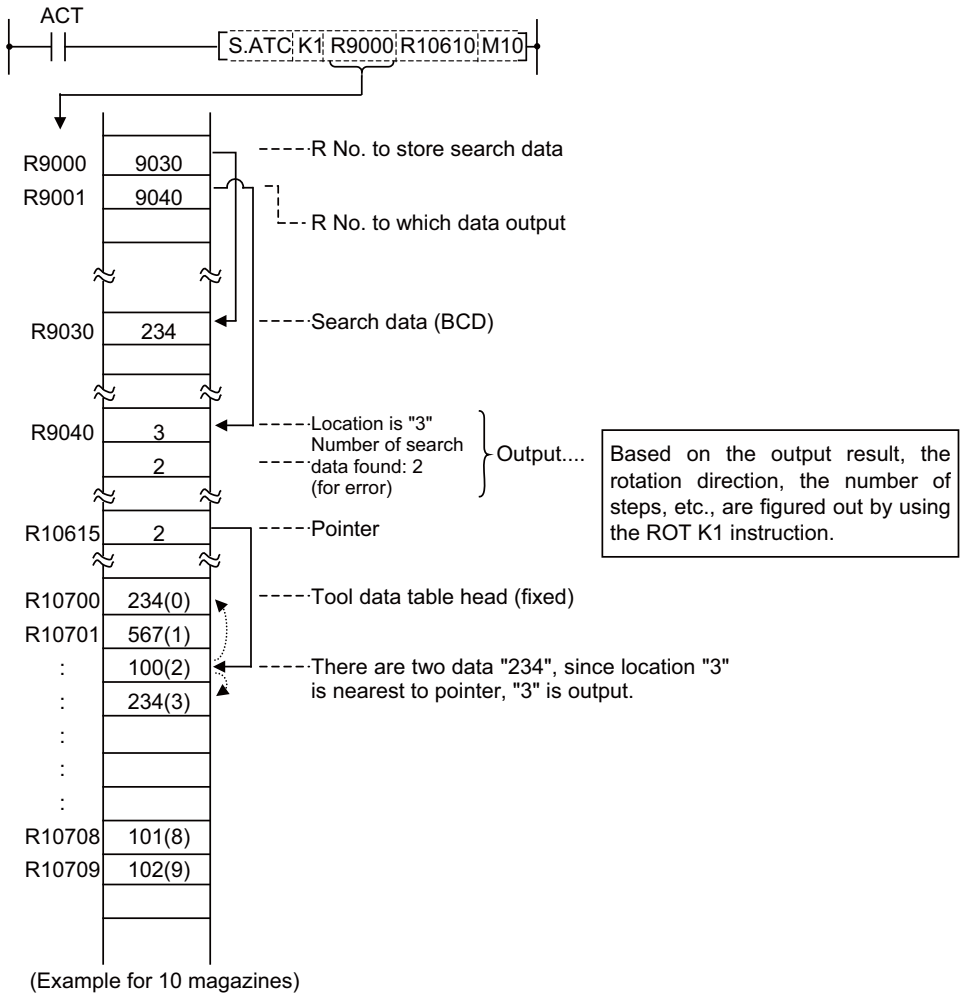 ACT
S.ATC K1 R9000 R10610 M10
R9000 9030 R No. to store search data
R9001 9040
R No. to which data output
R9030 234 Search data (BCD)
R9040 3 Location is "3"
Number of search
2 data found: 2
(for error)
Output....
Based on the output result, the
rotation direction, the number of
steps, etc., are figured out by using
the ROT K1 instruction.
R10615 2 Pointer
R10700 234(0) Tool data table head (fixed)
R10701 567(1)
: 100(2) There are two data "234", since location "3"
is nearest to pointer, "3" is output.
: 234(3)
:
:
:
R10708 101(8)
R10709 102(9)
(Example for 10 magazines)